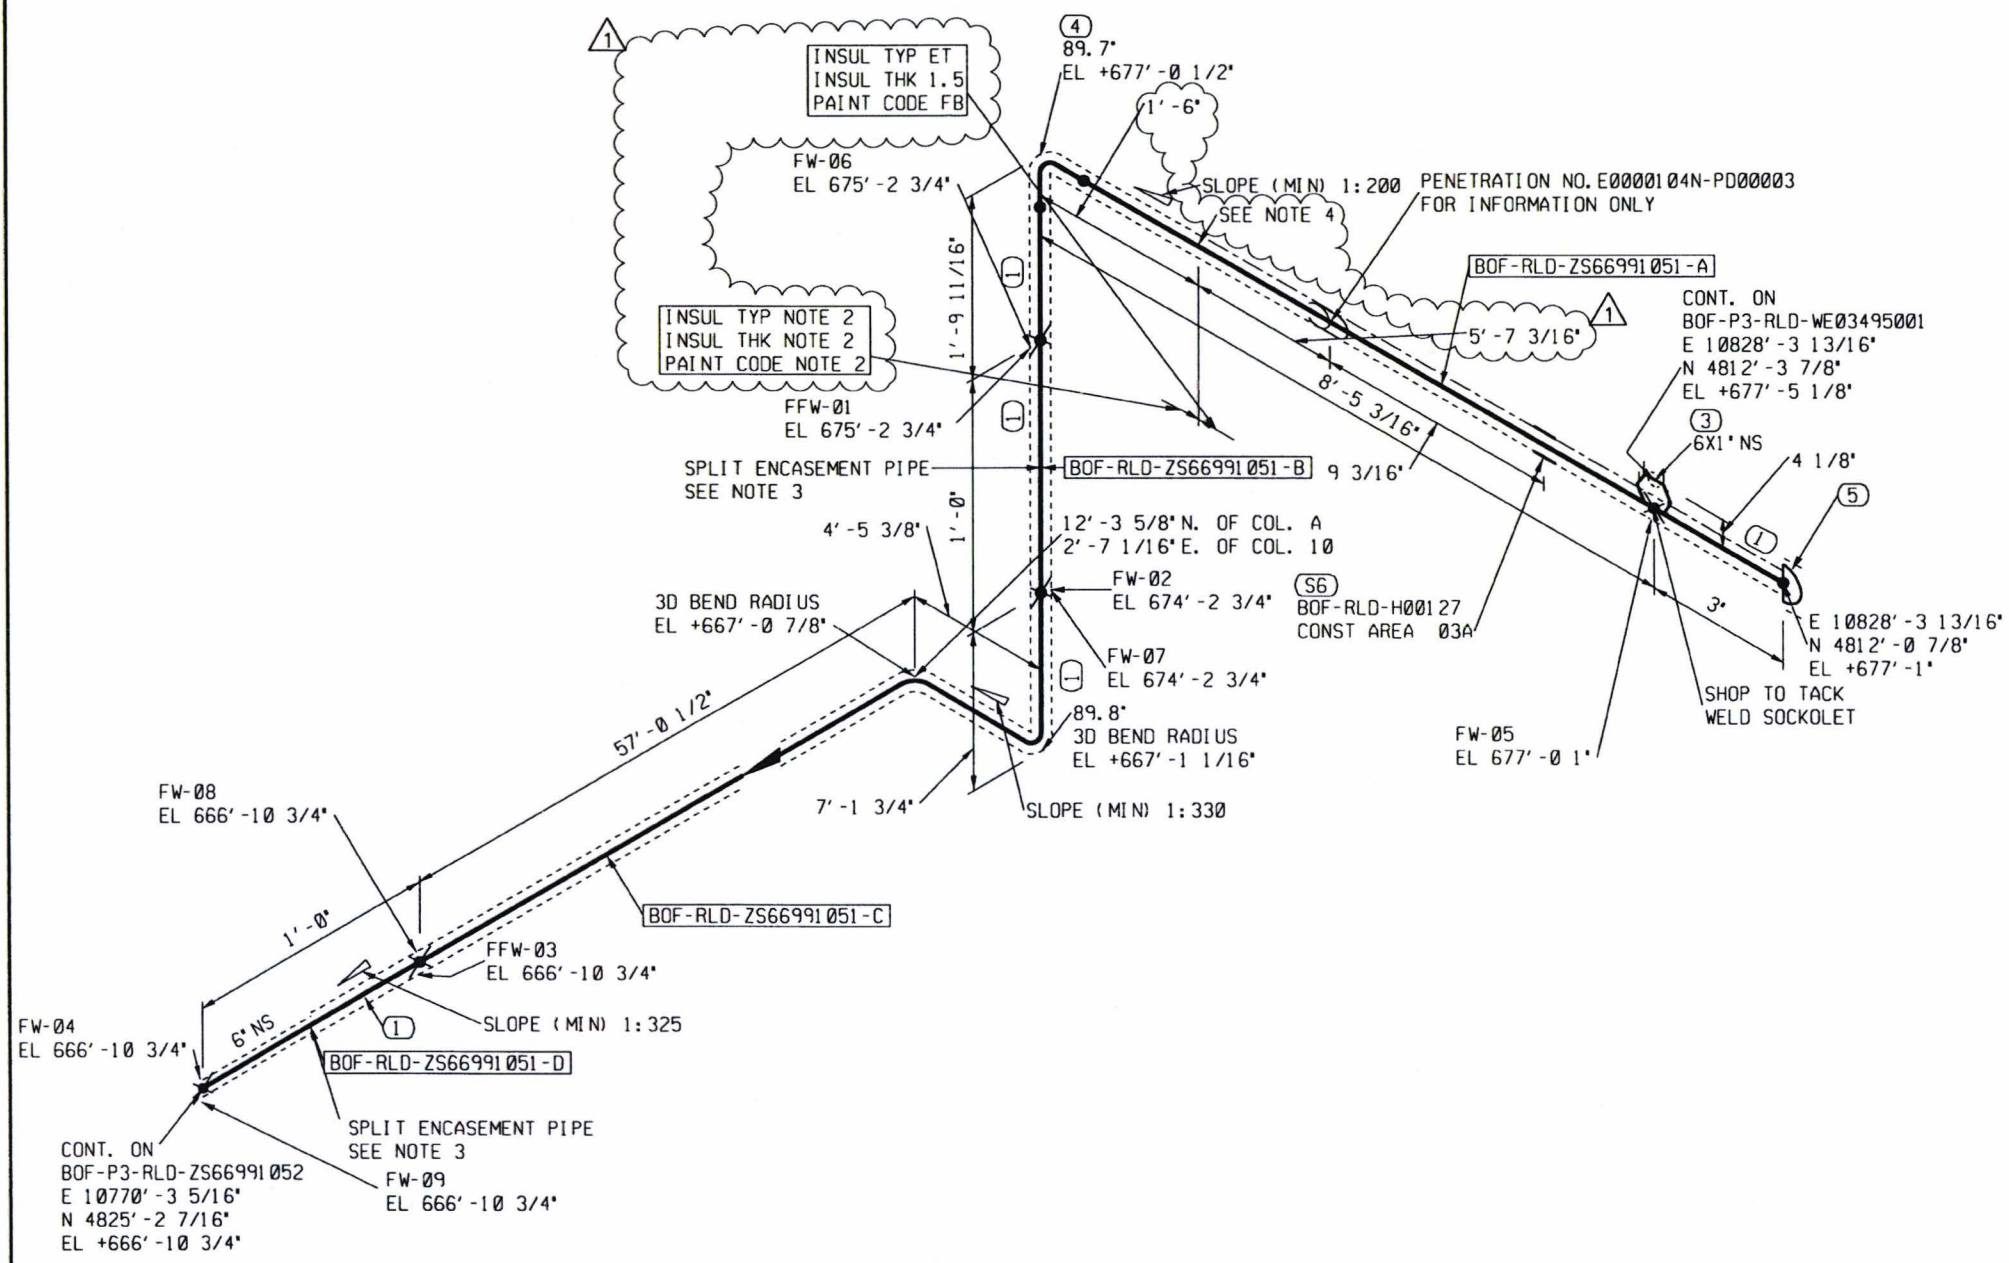 1
INSUL TYP ET
INSUL THK 1.5
PAINT CODE FB
4
89.7°
EL +677'-0 1/2"
1'-6"
FW-06
EL 675'-2 3/4"
SLOPE (MIN) 1:200
SEE NOTE 4
PENETRATION NO. E0000104N-PD00003
FOR INFORMATION ONLY
BOF-RLD-ZS66991051-A
1'-9 11/16"
1
INSUL TYP NOTE 2
INSUL THK NOTE 2
PAINT CODE NOTE 2
5'-7 3/16"
1
CONT. ON
BOF-P3-RLD-WE03495001
E 10828'-3 13/16"
N 4812'-3 7/8"
EL +677'-5 1/8"
3
6X1"NS
4 1/8"
5
1
8'-5 3/16"
FFW-01
EL 675'-2 3/4"
1
SPLIT ENCASEMENT PIPE
SEE NOTE 3
BOF-RLD-ZS66991051-B
9 3/16"
1'-0"
4'-5 3/8"
12'-3 5/8"N. OF COL. A
2'-7 1/16"E. OF COL. 10
FW-02
EL 674'-2 3/4"
S6
BOF-RLD-H00127
CONST AREA 03A
3"
E 10828'-3 13/16"
N 4812'-0 7/8"
EL +677'-1"
3D BEND RADIUS
EL +667'-0 7/8"
FW-07
EL 674'-2 3/4"
1
SHOP TO TACK
WELD SOCKOLET
89.8°
3D BEND RADIUS
EL +667'-1 1/16"
FW-05
EL 677'-0 1"
57'-0 1/2"
7'-1 3/4"
SLOPE (MIN) 1:330
FW-08
EL 666'-10 3/4"
BOF-RLD-ZS66991051-C
1'-0"
FFW-03
EL 666'-10 3/4"
SLOPE (MIN) 1:325
1
6"NS
FW-04
EL 666'-10 3/4"
BOF-RLD-ZS66991051-D
SPLIT ENCASEMENT PIPE
SEE NOTE 3
CONT. ON
BOF-P3-RLD-ZS66991052
E 10770'-3 5/16"
N 4825'-2 7/16"
EL +666'-10 3/4"
FW-09
EL 666'-10 3/4"